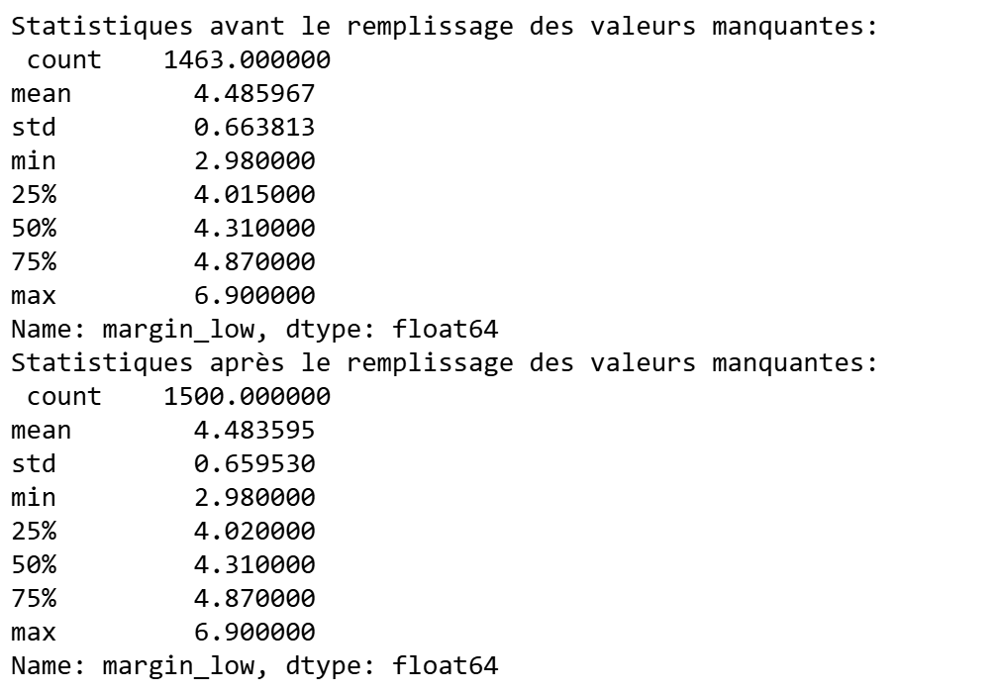 Statistiques avant le remplissage des valeurs manquantes:
 count    1463.000000
mean        4.485967
std         0.663813
min         2.980000
25%         4.015000
50%         4.310000
75%         4.870000
max         6.900000
Name: margin_low, dtype: float64
Statistiques après le remplissage des valeurs manquantes:
 count    1500.000000
mean        4.483595
std         0.659530
min         2.980000
25%         4.020000
50%         4.310000
75%         4.870000
max         6.900000
Name: margin_low, dtype: float64